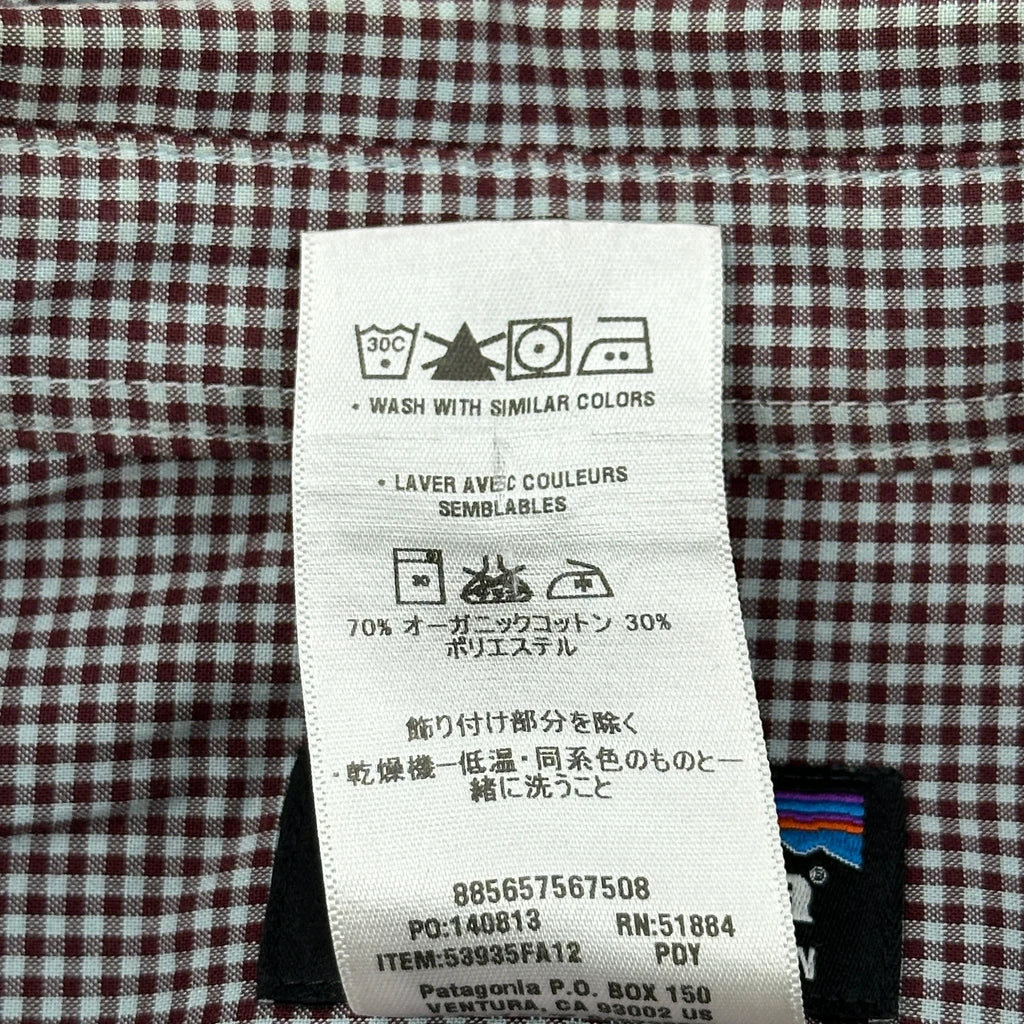 30C
• WASH WITH SIMILAR COLORS
• LAVER AVEC COULEURS
SEMBLABLES
30
中
70% オーガニックコットン 30%
ポリエステル
飾り付け部分を除く
・乾燥機ー低温・同系色のものと一
緒に洗うこと
885657567508
PO:140813 RN:51884
ITEM:53935FA12 PDY
Patagonia P.O. BOX 150
VENTURA, CA 93002 US